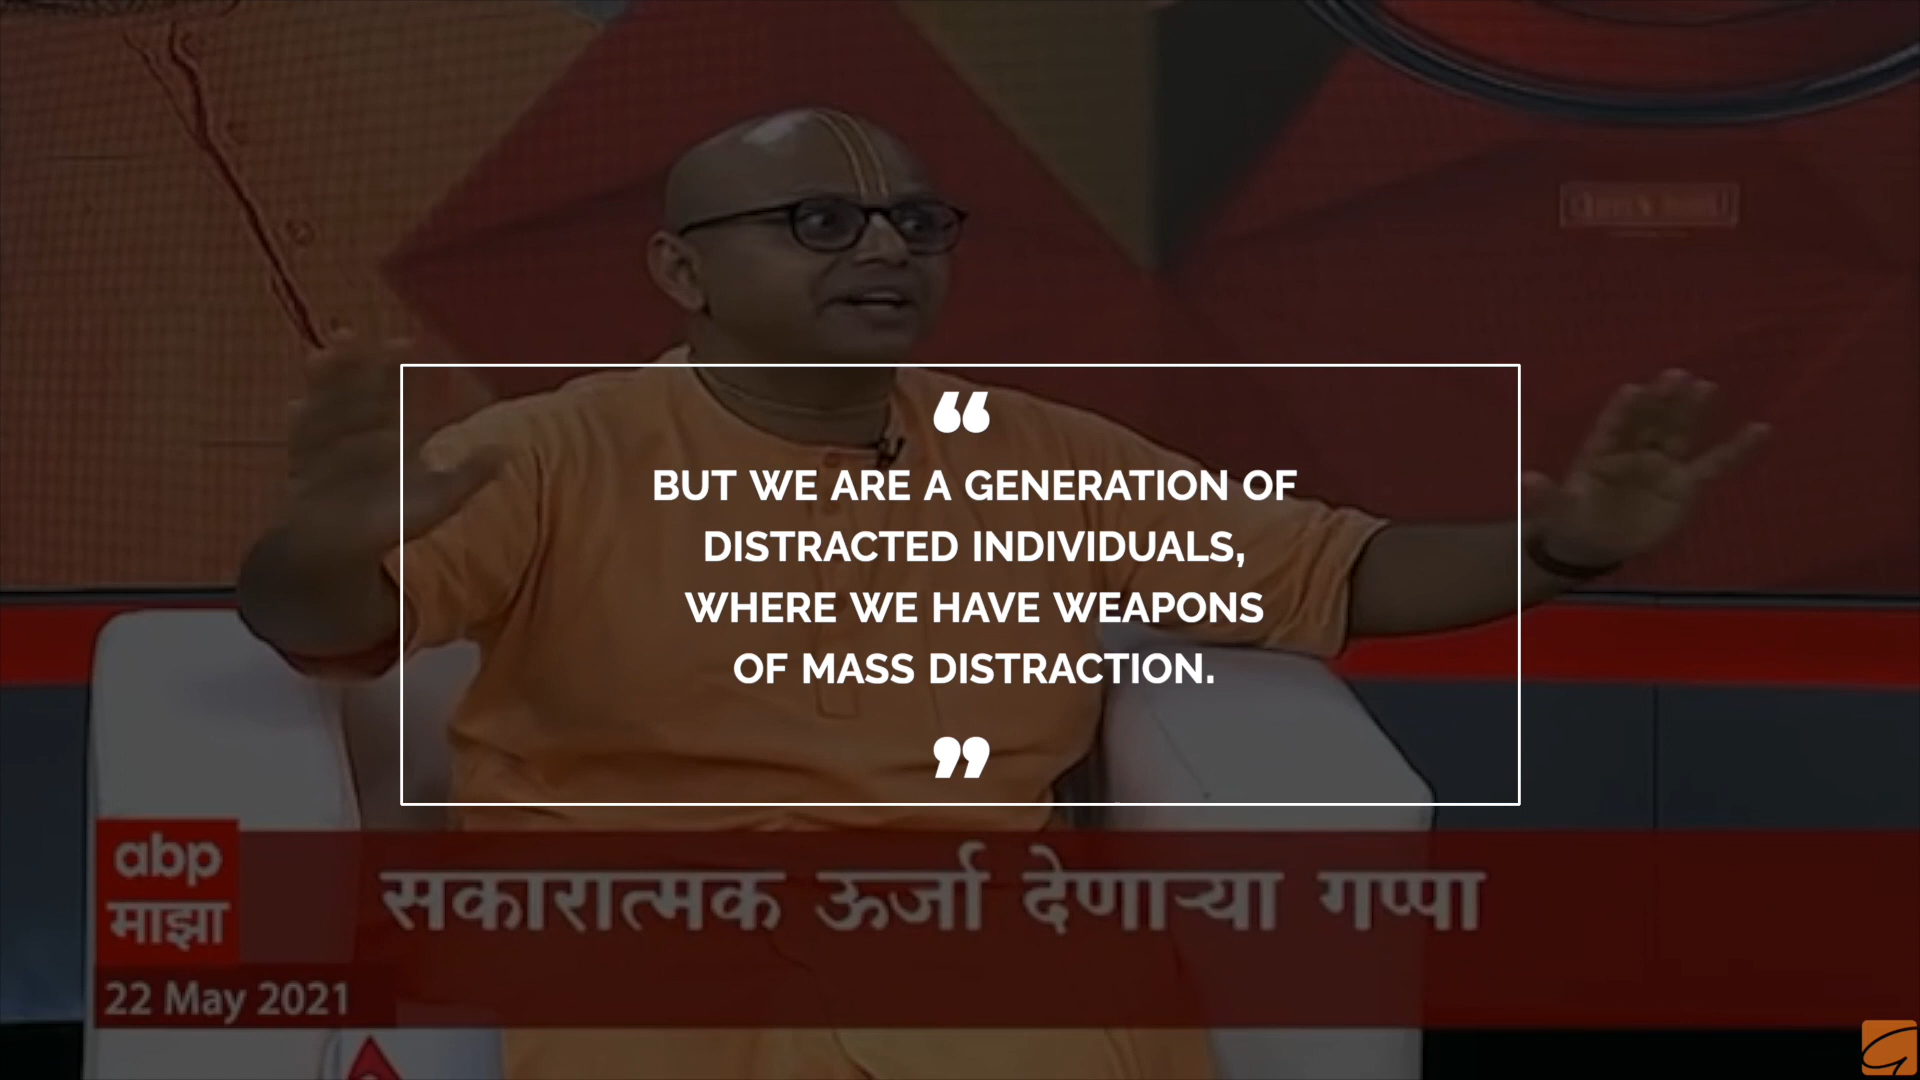 ❝
BUT WE ARE A GENERATION OF
DISTRACTED INDIVIDUALS,
WHERE WE HAVE WEAPONS
OF MASS DISTRACTION.
❞
abp
माझा
सकारात्मक ऊर्जा देणाऱ्या गप्पा
22 May 2021